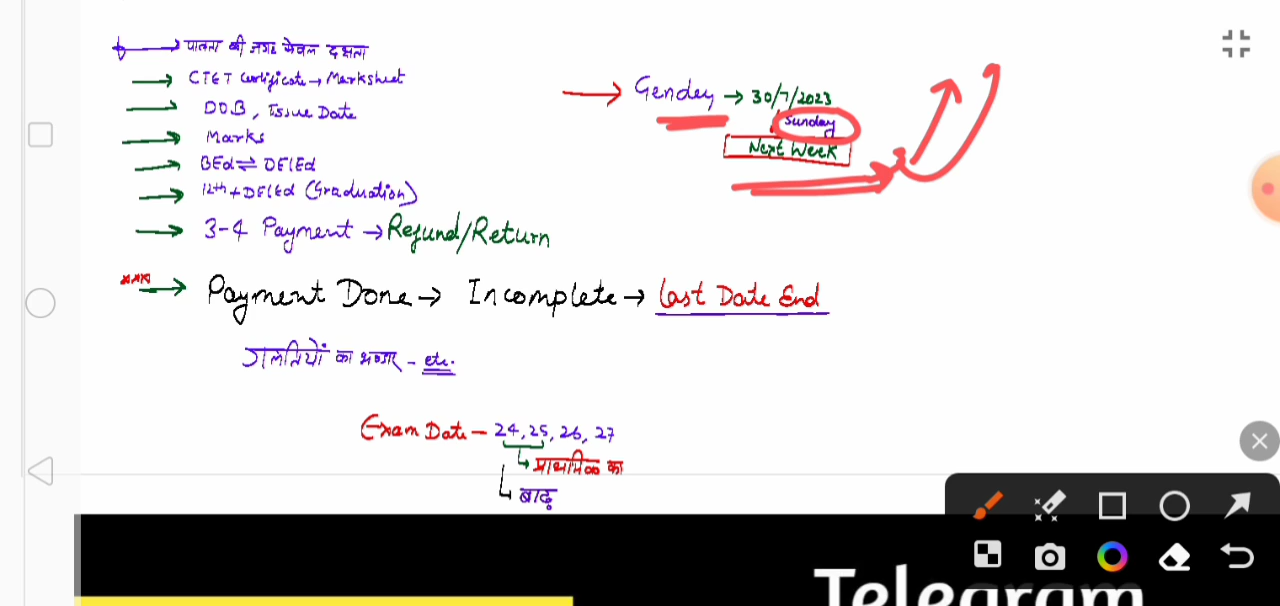 पात्रता की जगह केवल दक्षता
CTET Certificate → Marksheet
DOB, Issue Date
Marks
BEd ⇌ DElEd
12th + DElEd (Graduation)
3-4 Payment → Refund/Return
Gender → 30/7/2023
Sunday
Next Week
Payment Done → Incomplete → Last Date End
गलतियों का भण्डार - etc.
Exam Date - 24, 25, 26, 27
प्राथमिक का
बाढ़
Telegram